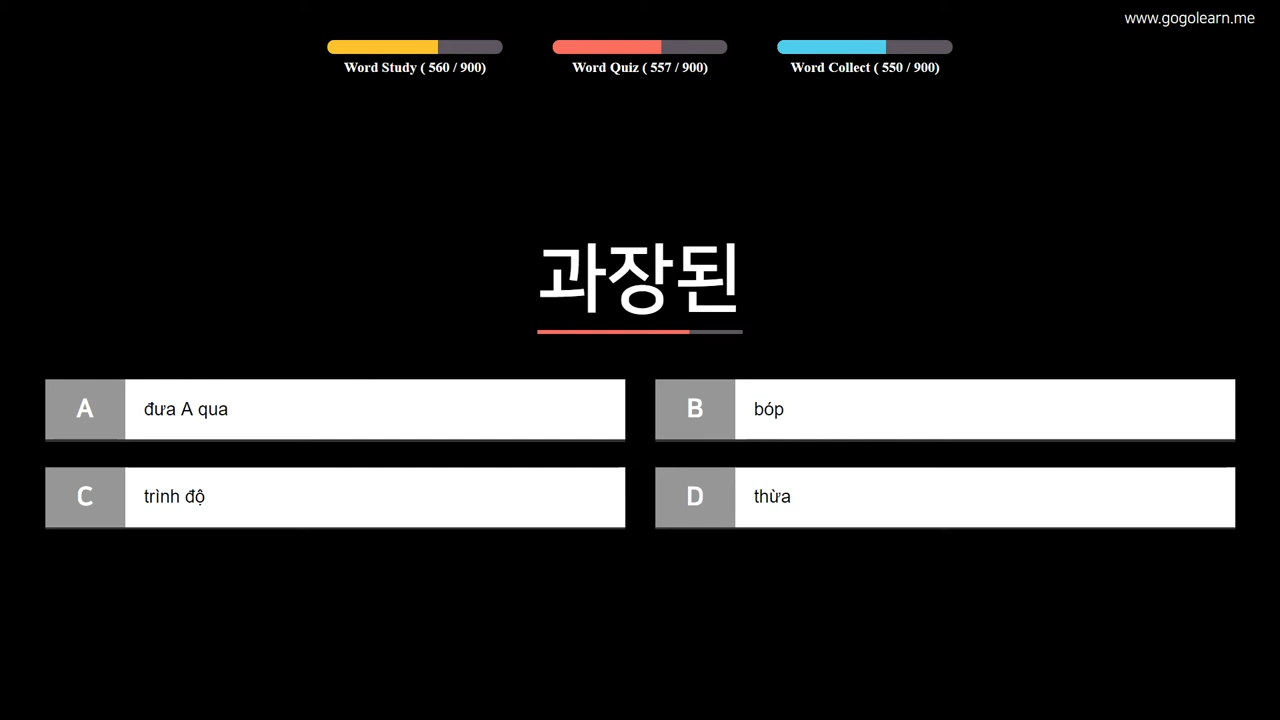 www.gogolearn.me
Word Study ( 560 / 900)
Word Quiz ( 557 / 900)
Word Collect ( 550 / 900)
과장된
A đưa A qua
B bóp
C trình độ
D thừa